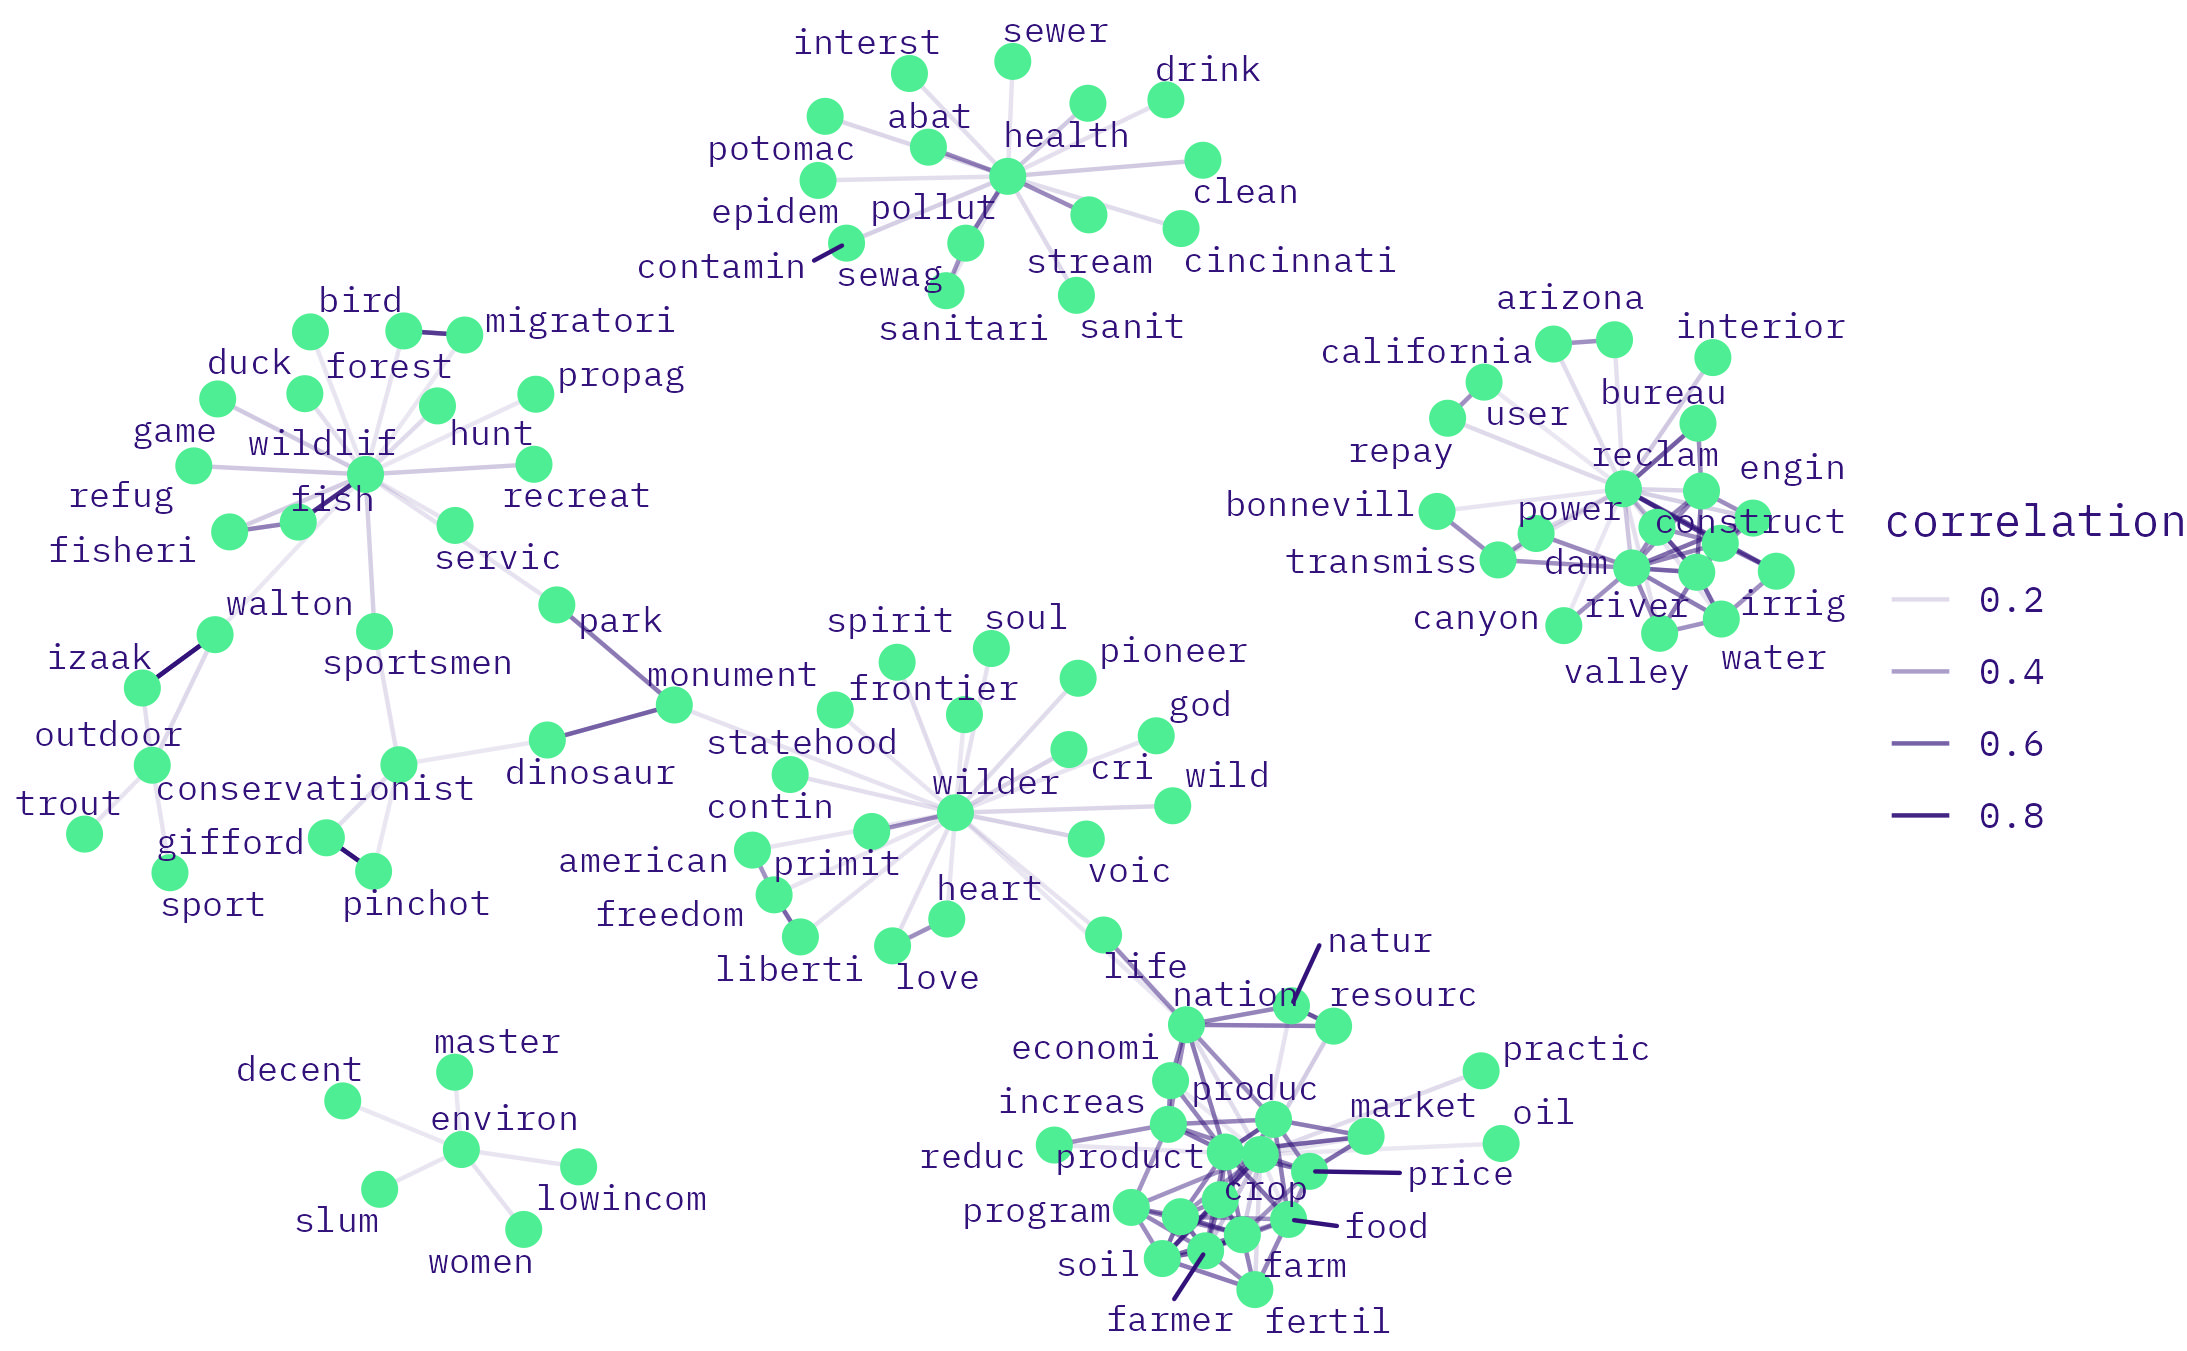 sewer
interst
drink
abat
health
potomac
clean
epidem
pollut
stream
cincinnati
contamin
sewag
sanitari
sanit
bird
migratori
duck
forest
propag
game
wildlif
hunt
refug
fish
recreat
fisheri
servic
arizona
interior
california
bureau
user
repay
reclam
engin
bonnevill
power
construct
transmiss
dam
canyon
river
irrig
valley
water
correlation
0.2
0.4
0.6
0.8
walton
park
izaak
sportsmen
monument
outdoor
conservationist
dinosaur
trout
gifford
sport
pinchot
spirit
soul
pioneer
frontier
god
statehood
wilder
cri
wild
contin
american
primit
voic
freedom
heart
liberti
love
life
natur
nation
resourc
economi
practic
increas
produc
market
oil
reduc
product
price
crop
program
food
soil
farm
farmer
fertil
master
decent
environ
lowincom
slum
women